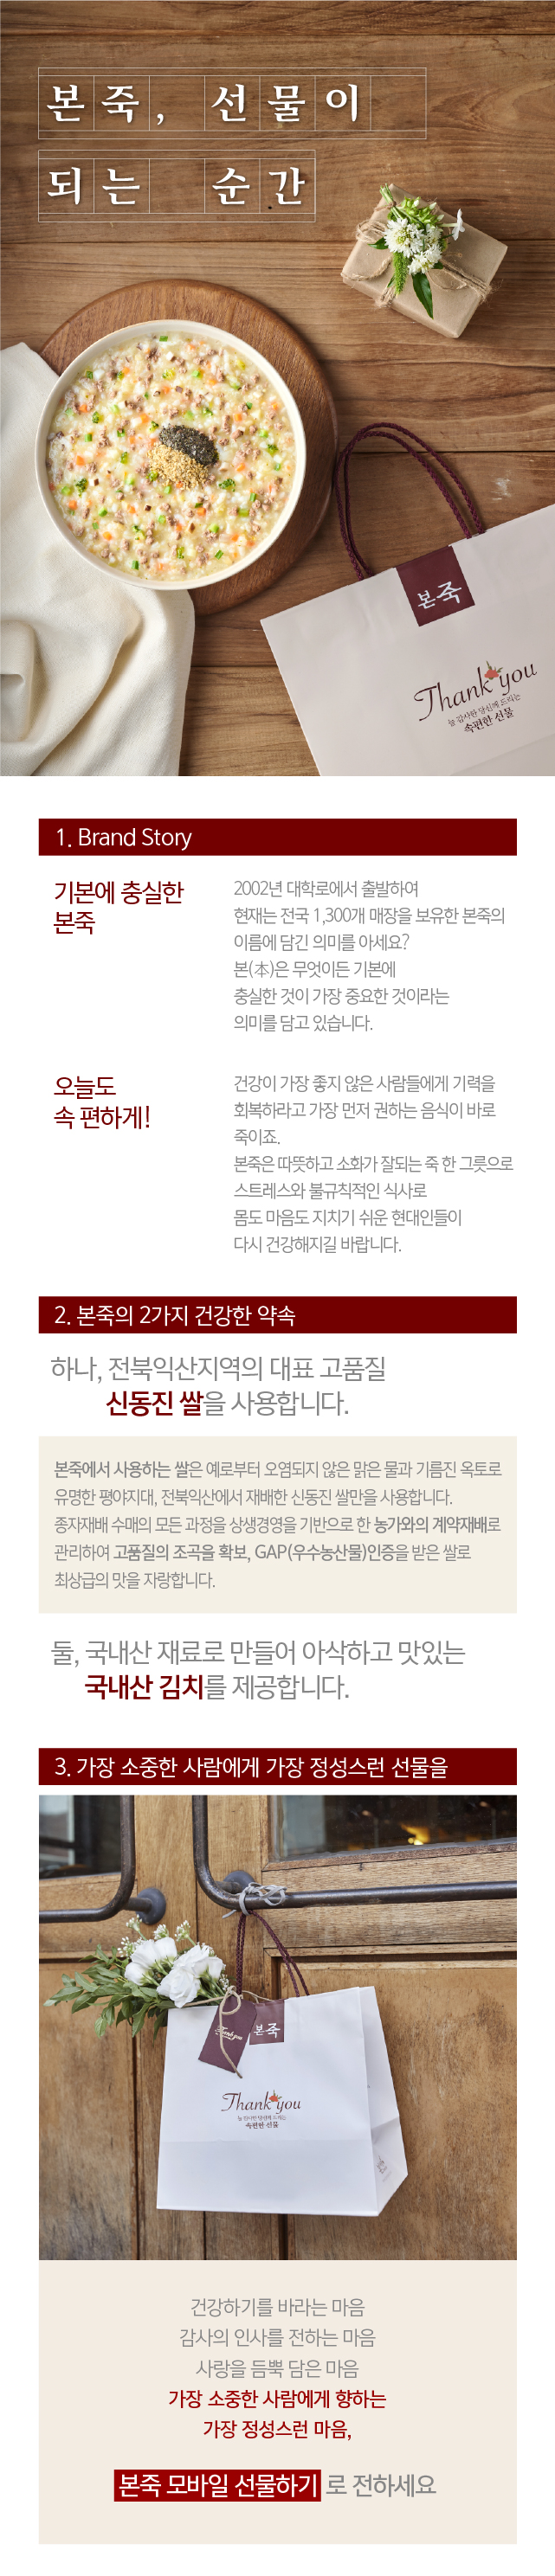 본죽, 선물이
되는 순간
본죽
Thank you
늘 감사한 당신께 드리는
속편한 선물
1. Brand Story
기본에 충실한
본죽
2002년 대학로에서 출발하여
현재는 전국 1,300개 매장을 보유한 본죽의
이름에 담긴 의미를 아세요?
본(本)은 무엇이든 기본에
충실한 것이 가장 중요한 것이라는
의미를 담고 있습니다.
오늘도
속 편하게!
건강이 가장 좋지 않은 사람들에게 기력을
회복하라고 가장 먼저 권하는 음식이 바로
죽이죠.
본죽은 따뜻하고 소화가 잘되는 죽 한 그릇으로
스트레스와 불규칙적인 식사로
몸도 마음도 지치기 쉬운 현대인들이
다시 건강해지길 바랍니다.
2. 본죽의 2가지 건강한 약속
하나, 전북익산지역의 대표 고품질
신동진 쌀을 사용합니다.
본죽에서 사용하는 쌀은 예로부터 오염되지 않은 맑은 물과 기름진 옥토로
유명한 평야지대, 전북익산에서 재배한 신동진 쌀만을 사용합니다.
종자재배 수매의 모든 과정을 상생경영을 기반으로 한 농가와의 계약재배로
관리하여 고품질의 조곡을 확보, GAP(우수농산물)인증을 받은 쌀로
최상급의 맛을 자랑합니다.
둘, 국내산 재료로 만들어 아삭하고 맛있는
국내산 김치를 제공합니다.
3. 가장 소중한 사람에게 가장 정성스런 선물을
Thank you
본죽
Thank you
늘 감사한 당신께 드리는
속편한 선물
건강하기를 바라는 마음
감사의 인사를 전하는 마음
사랑을 듬뿍 담은 마음
가장 소중한 사람에게 향하는
가장 정성스런 마음,
본죽 모바일 선물하기 로 전하세요